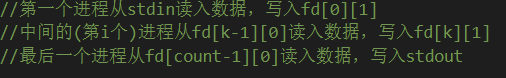 //第一个进程从stdin读入数据，写入fd[0][1]
//中间的(第i个)进程从fd[k-1][0]读入数据，写入fd[k][1]
//最后一个进程从fd[count-1][0]读入数据，写入stdout